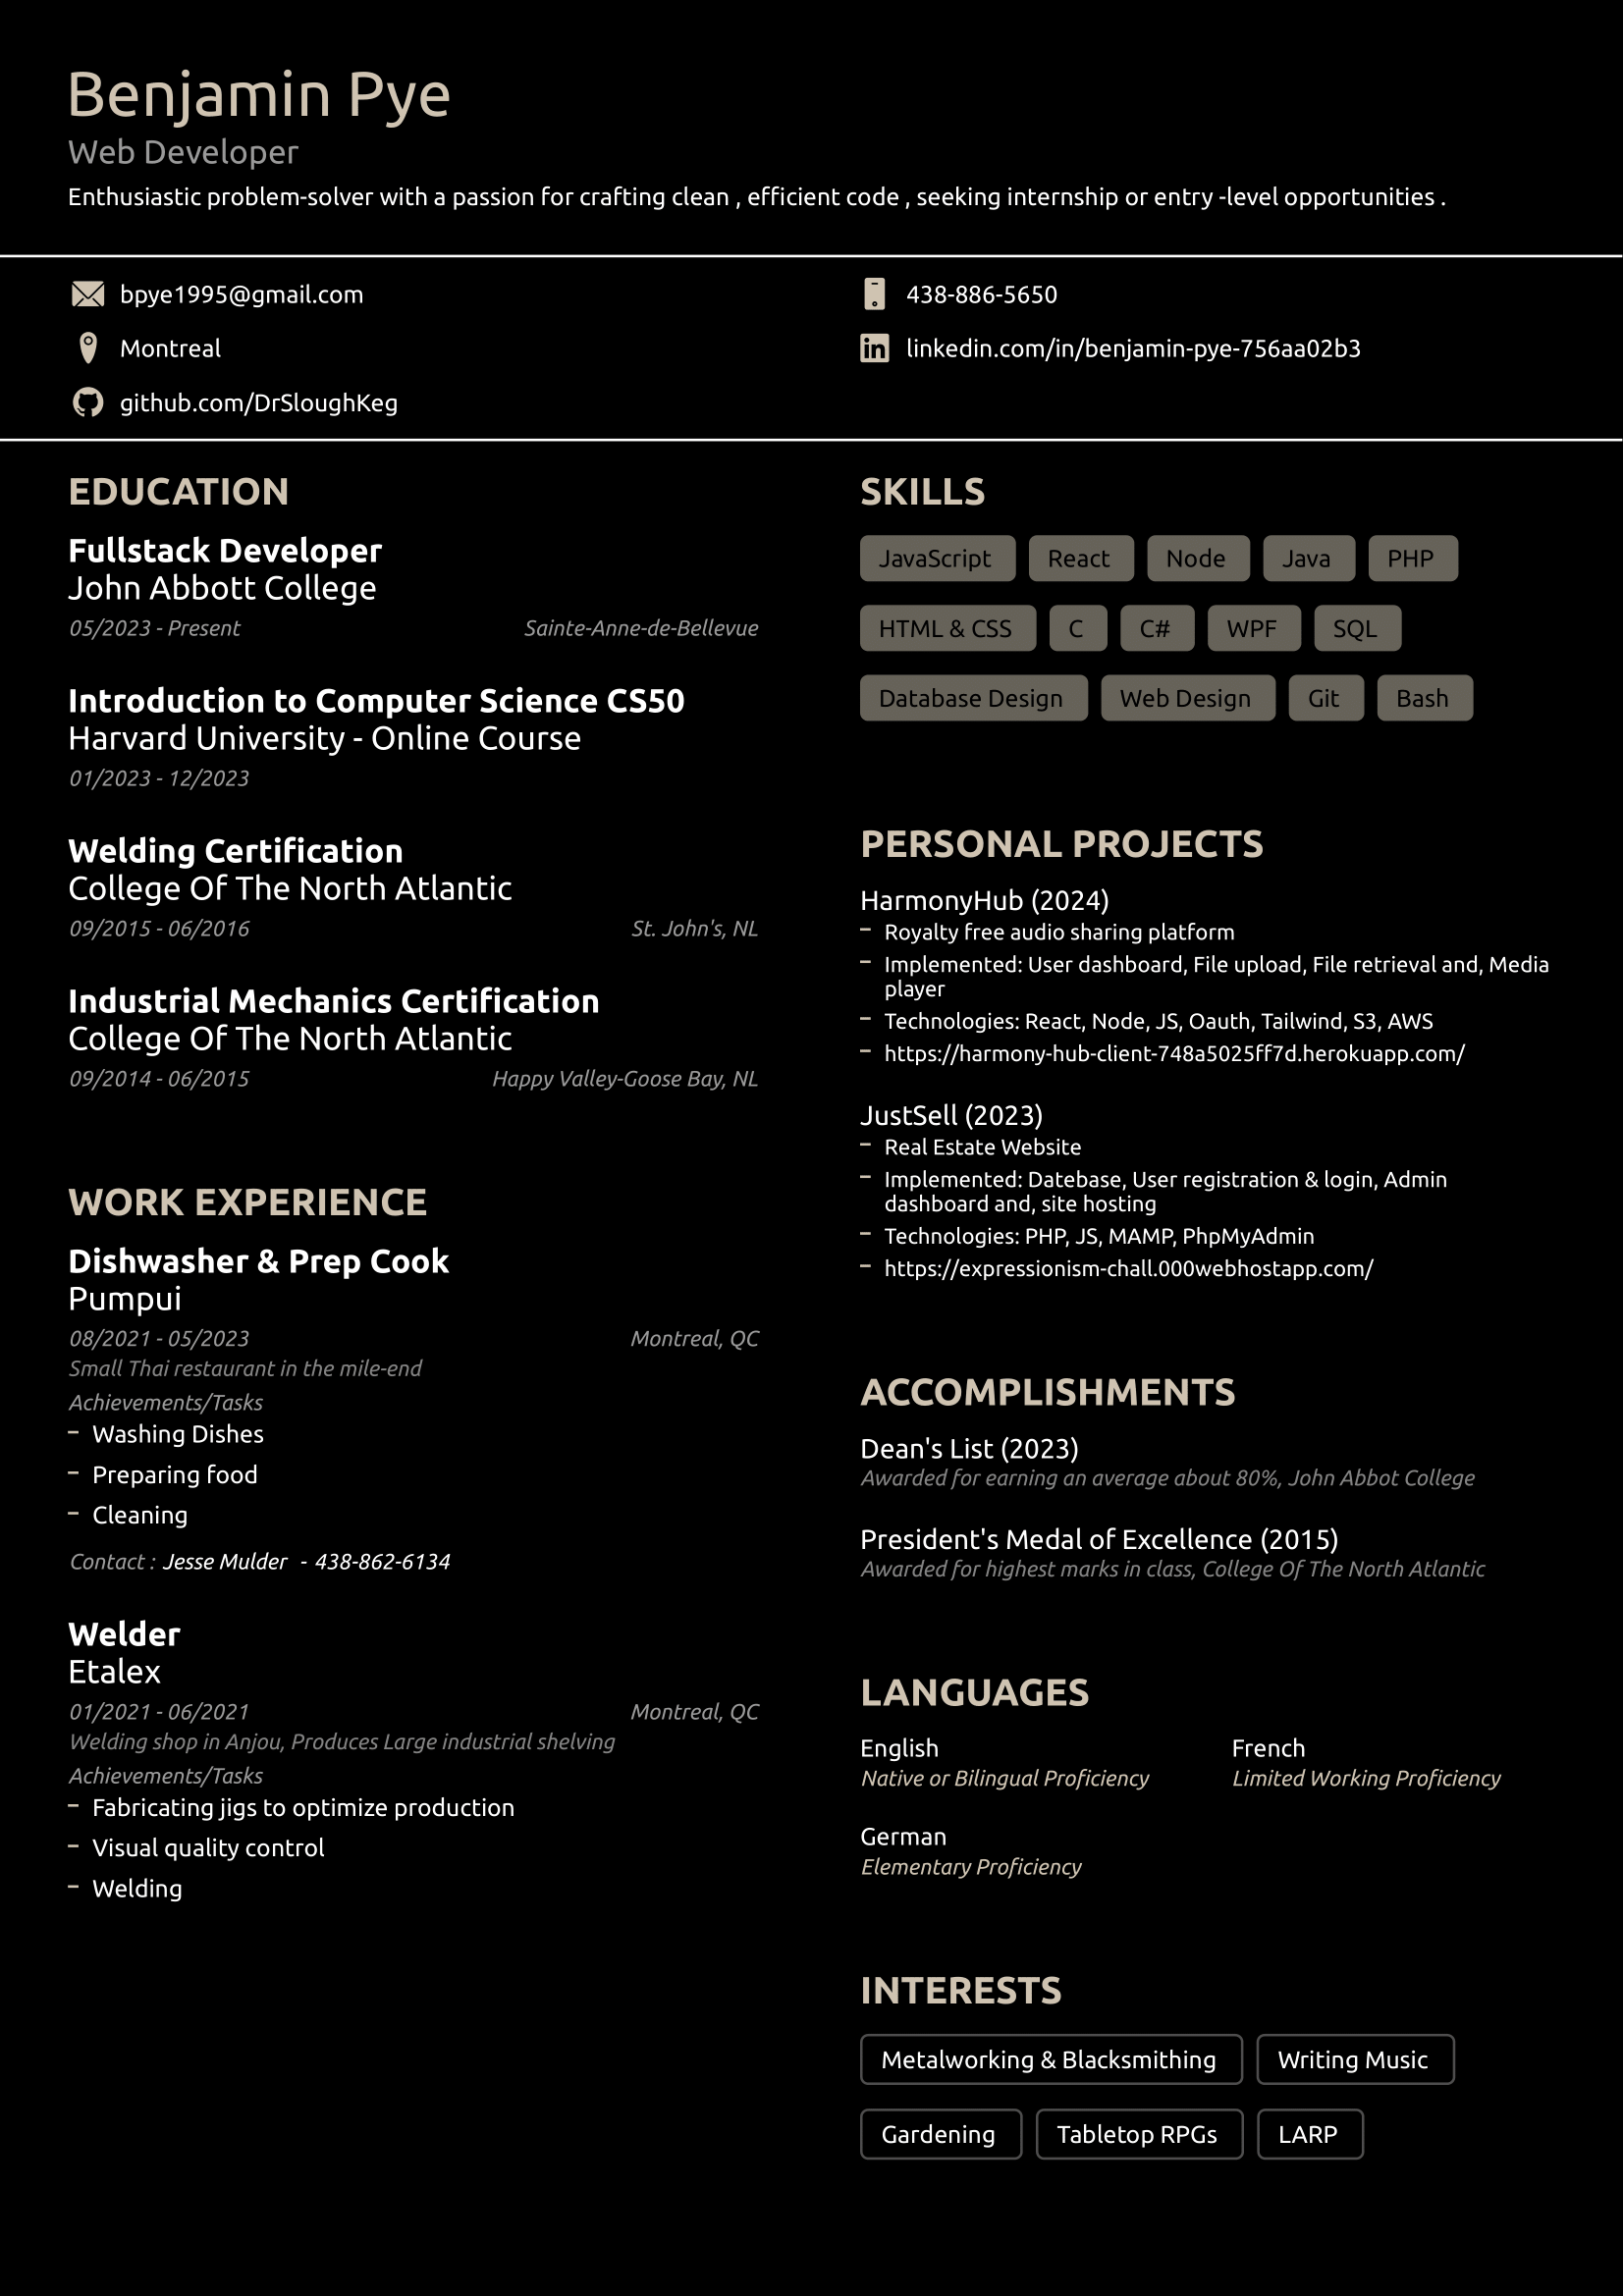 Benjamin Pye
Web Developer
Enthusiastic problem-solver with a passion for crafting clean , efficient code , seeking internship or entry -level opportunities .
bpye1995@gmail.com
438-886-5650
Montreal
linkedin.com/in/benjamin-pye-756aa02b3
github.com/DrSloughKeg
EDUCATION
Fullstack Developer
John Abbott College
05/2023 - Present
Sainte-Anne-de-Bellevue
Introduction to Computer Science CS50
Harvard University - Online Course
01/2023 - 12/2023
Welding Certification
College Of The North Atlantic
09/2015 - 06/2016
St. John's, NL
Industrial Mechanics Certification
College Of The North Atlantic
09/2014 - 06/2015
Happy Valley-Goose Bay, NL
WORK EXPERIENCE
Dishwasher & Prep Cook
Pumpui
08/2021 - 05/2023
Montreal, QC
Small Thai restaurant in the mile-end
Achievements/Tasks
– Washing Dishes
– Preparing food
– Cleaning
Contact : Jesse Mulder - 438-862-6134
Welder
Etalex
01/2021 - 06/2021
Montreal, QC
Welding shop in Anjou, Produces Large industrial shelving
Achievements/Tasks
– Fabricating jigs to optimize production
– Visual quality control
– Welding
SKILLS
JavaScript React Node Java PHP
HTML & CSS C C# WPF SQL
Database Design Web Design Git Bash
PERSONAL PROJECTS
HarmonyHub (2024)
– Royalty free audio sharing platform
– Implemented: User dashboard, File upload, File retrieval and, Media
player
– Technologies: React, Node, JS, Oauth, Tailwind, S3, AWS
– https://harmony-hub-client-748a5025ff7d.herokuapp.com/
JustSell (2023)
– Real Estate Website
– Implemented: Datebase, User registration & login, Admin
dashboard and, site hosting
– Technologies: PHP, JS, MAMP, PhpMyAdmin
– https://expressionism-chall.000webhostapp.com/
ACCOMPLISHMENTS
Dean's List (2023)
Awarded for earning an average about 80%, John Abbot College
President's Medal of Excellence (2015)
Awarded for highest marks in class, College Of The North Atlantic
LANGUAGES
English
Native or Bilingual Proficiency
French
Limited Working Proficiency
German
Elementary Proficiency
INTERESTS
Metalworking & Blacksmithing Writing Music
Gardening Tabletop RPGs LARP